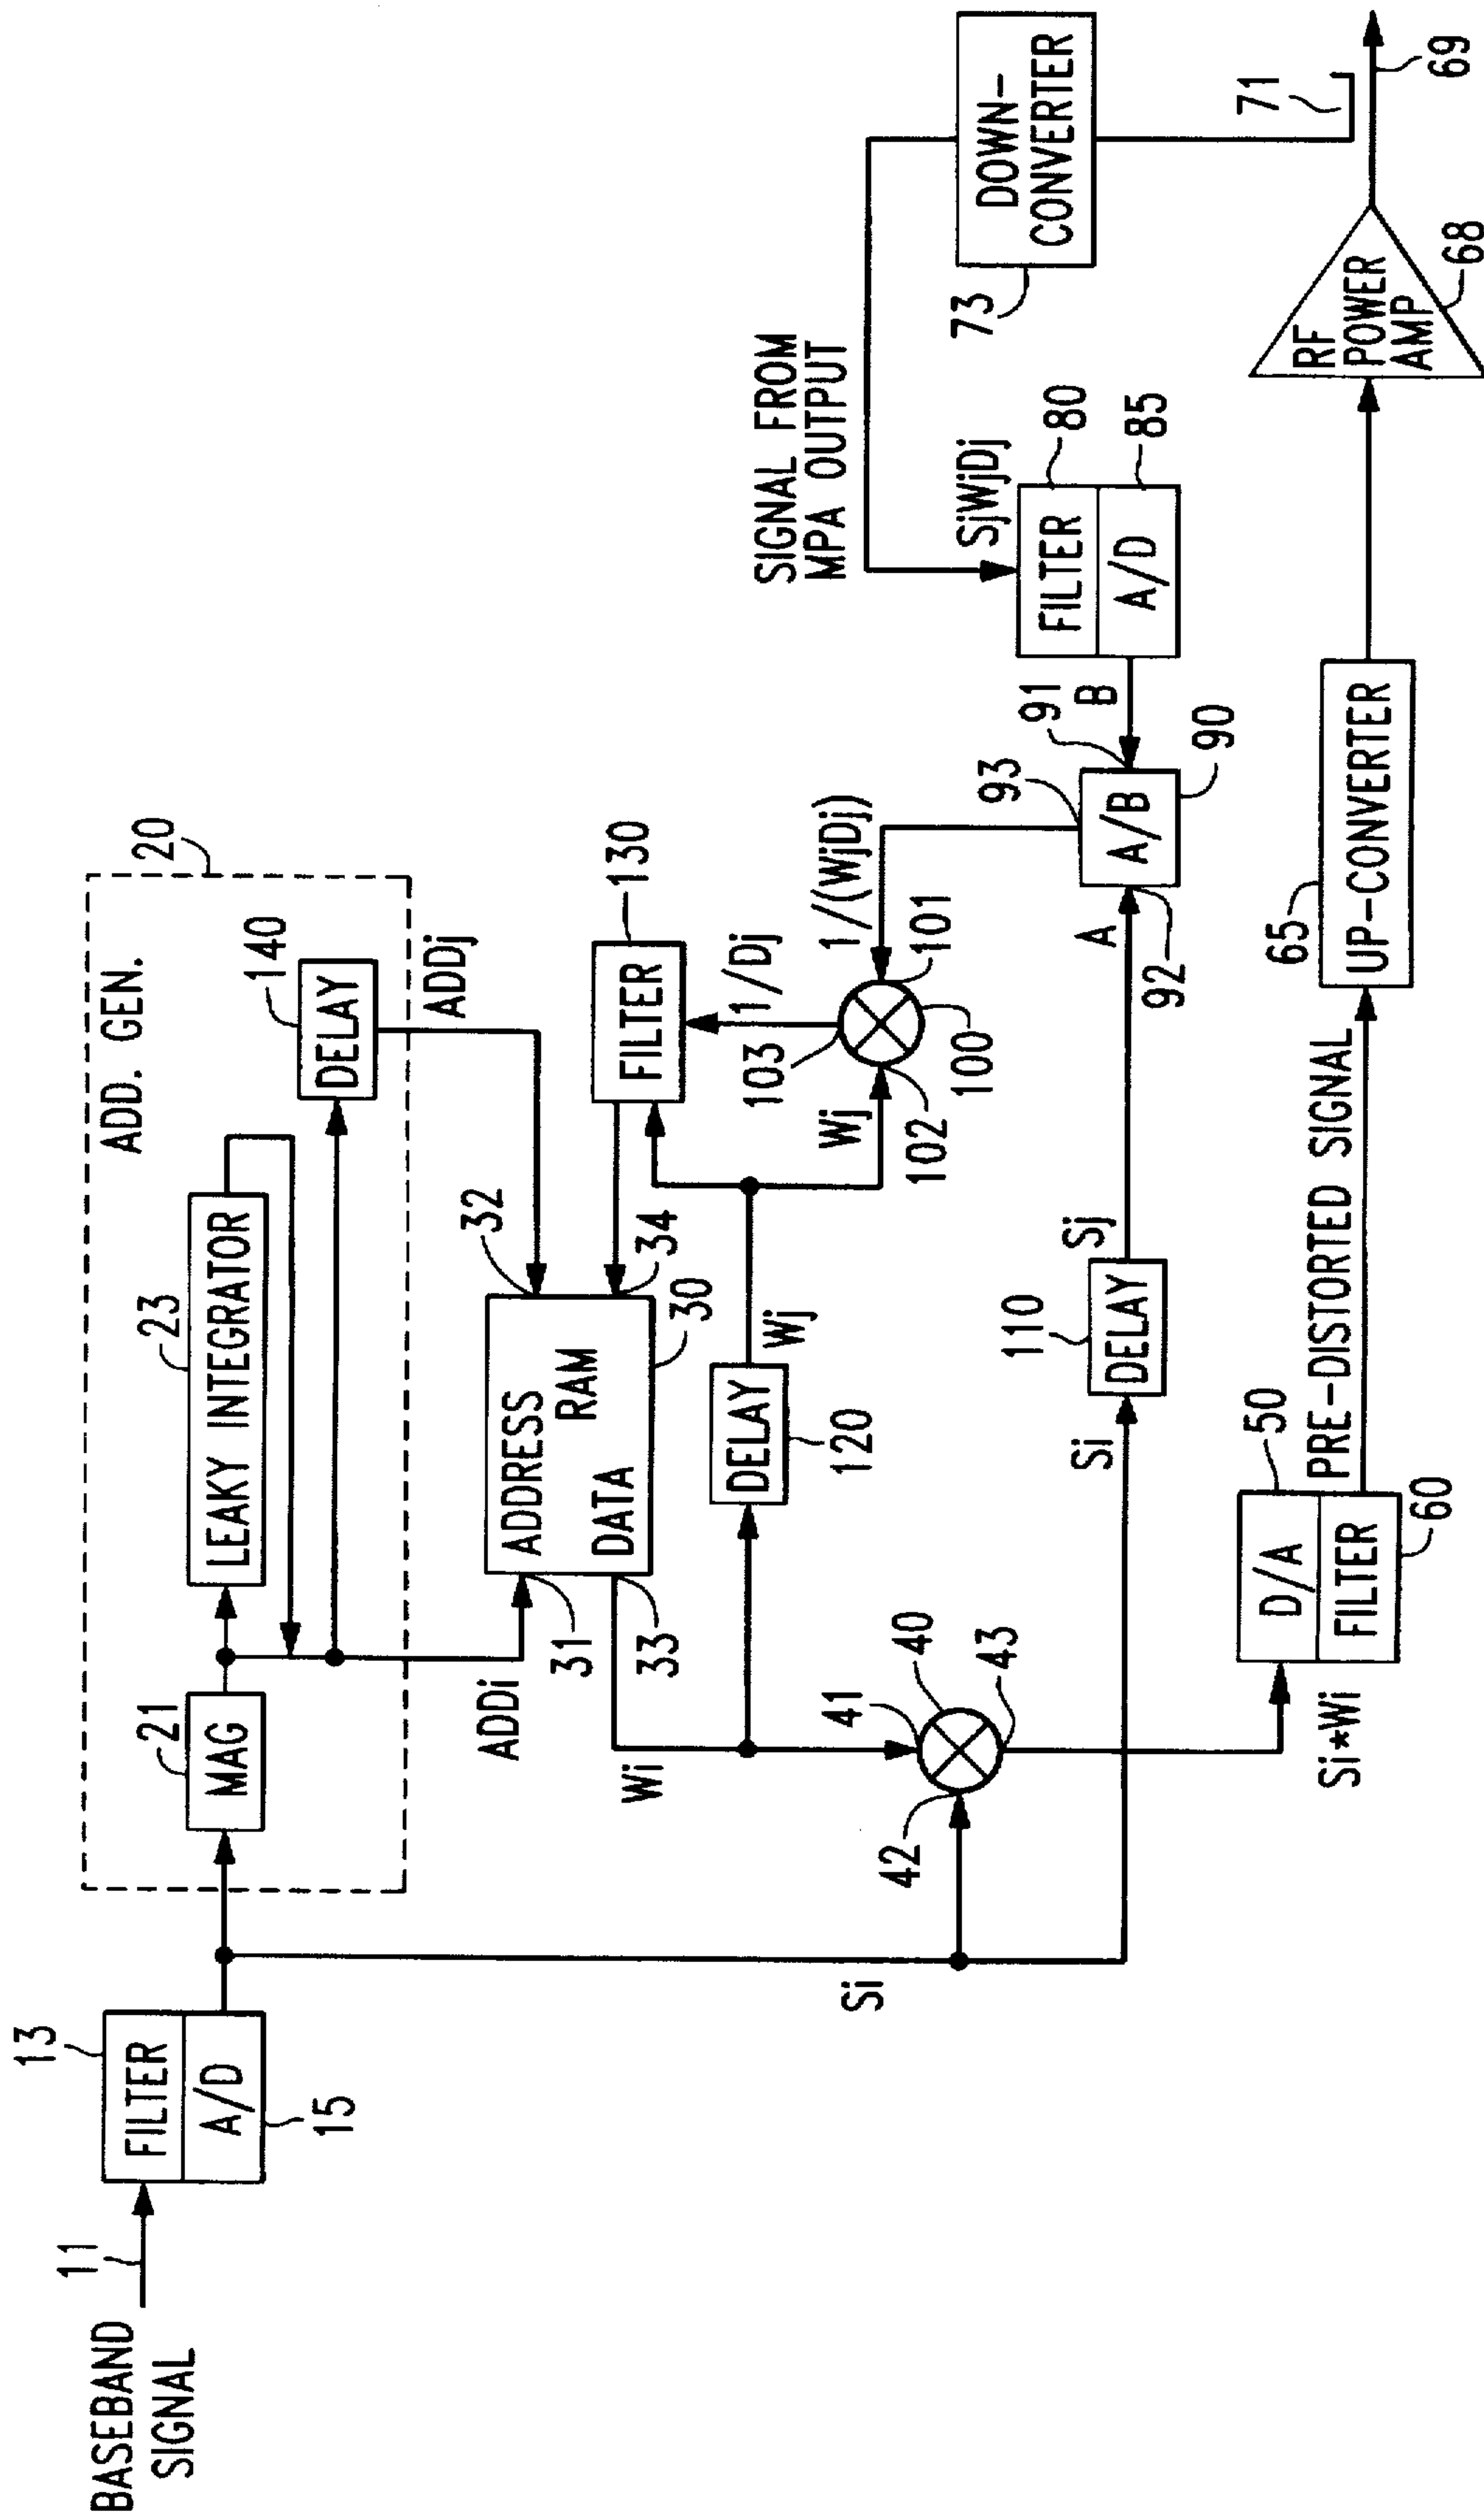 BASEBAND
SIGNAL
11
13
FILTER
A/D
15
ADD. GEN.
20
21
MAG
23
LEAKY INTEGRATOR
140
DELAY
ADDi
ADDj
31
32
ADDRESS
RAM
DATA
33
34
30
Wi
DELAY
120
Wj
FILTER
130
1/Dj
103
Wj
102
100
101
1/(WjDj)
Si
41
40
42
43
Si
110
DELAY
Sj
A
92
A/B
93
91
B
90
SIGNAL FROM
MPA OUTPUT
SjWjDj
FILTER
80
A/D
85
73
DOWN-
CONVERTER
71
Si*Wi
D/A
50
FILTER
60
PRE-DISTORTED SIGNAL
65
UP-CONVERTER
RF
POWER
AMP
68
69